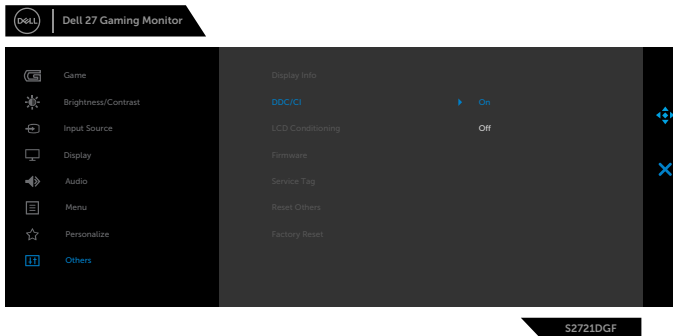 DELL Dell 27 Gaming Monitor
Game
Brightness/Contrast
Input Source
Display
Audio
Menu
Personalize
Others
Display Info
DDC/CI On
LCD Conditioning Off
Firmware
Service Tag
Reset Others
Factory Reset
S2721DGF